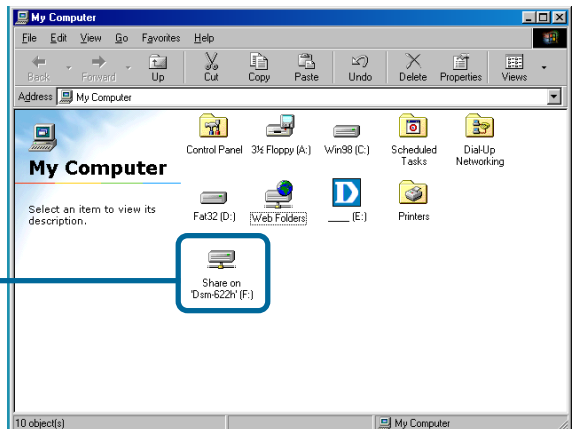 My Computer
File Edit View Go Favorites Help
Back Forward Up Cut Copy Paste Undo Delete Properties Views
Address My Computer
My Computer
Select an item to view its
description.
Control Panel 3½ Floppy (A:) Win98 (C:) Scheduled Tasks Dial-Up Networking
Fat32 (D:) Web Folders ____ (E:) Printers
Share on
'Dsm-622h' (F:)
10 object(s) My Computer